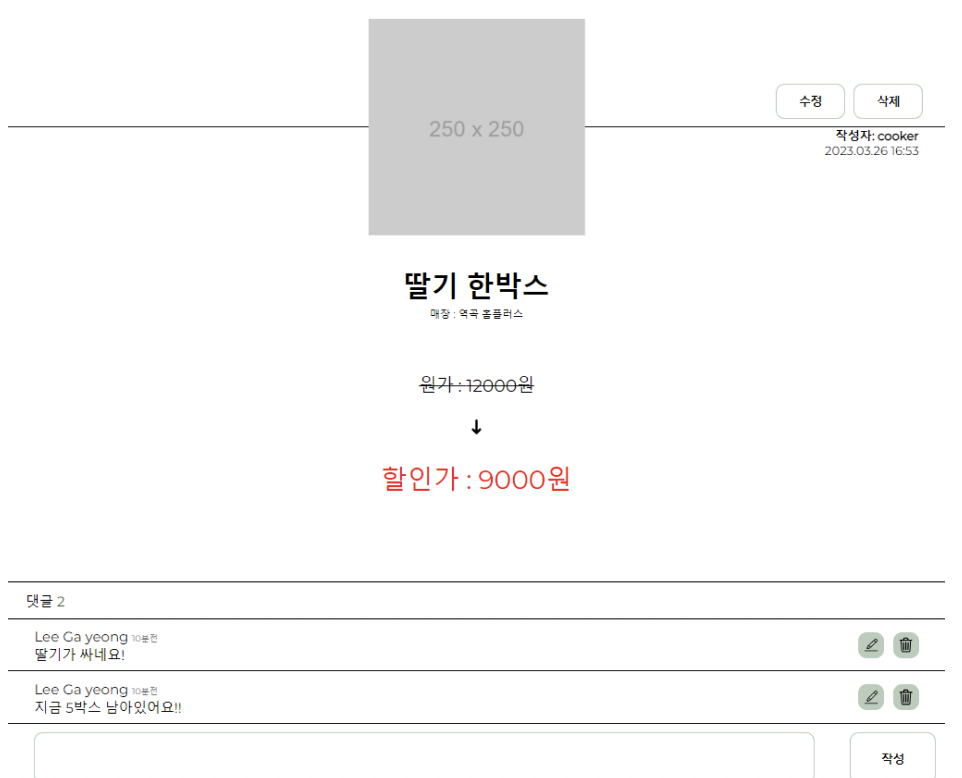 수정 삭제
250 x 250
작성자: cooker
2023.03.26 16:53
딸기 한박스
매장 : 역곡 홈플러스
원가 : 12000원
↓
할인가 : 9000원
댓글 2
Lee Ga yeong 10분전
딸기가 싸네요!
Lee Ga yeong 10분전
지금 5박스 남아있어요!!
작성